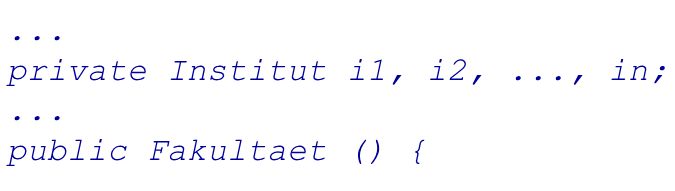 ...
private Institut i1, i2, ..., in;
...
public Fakultaet () {